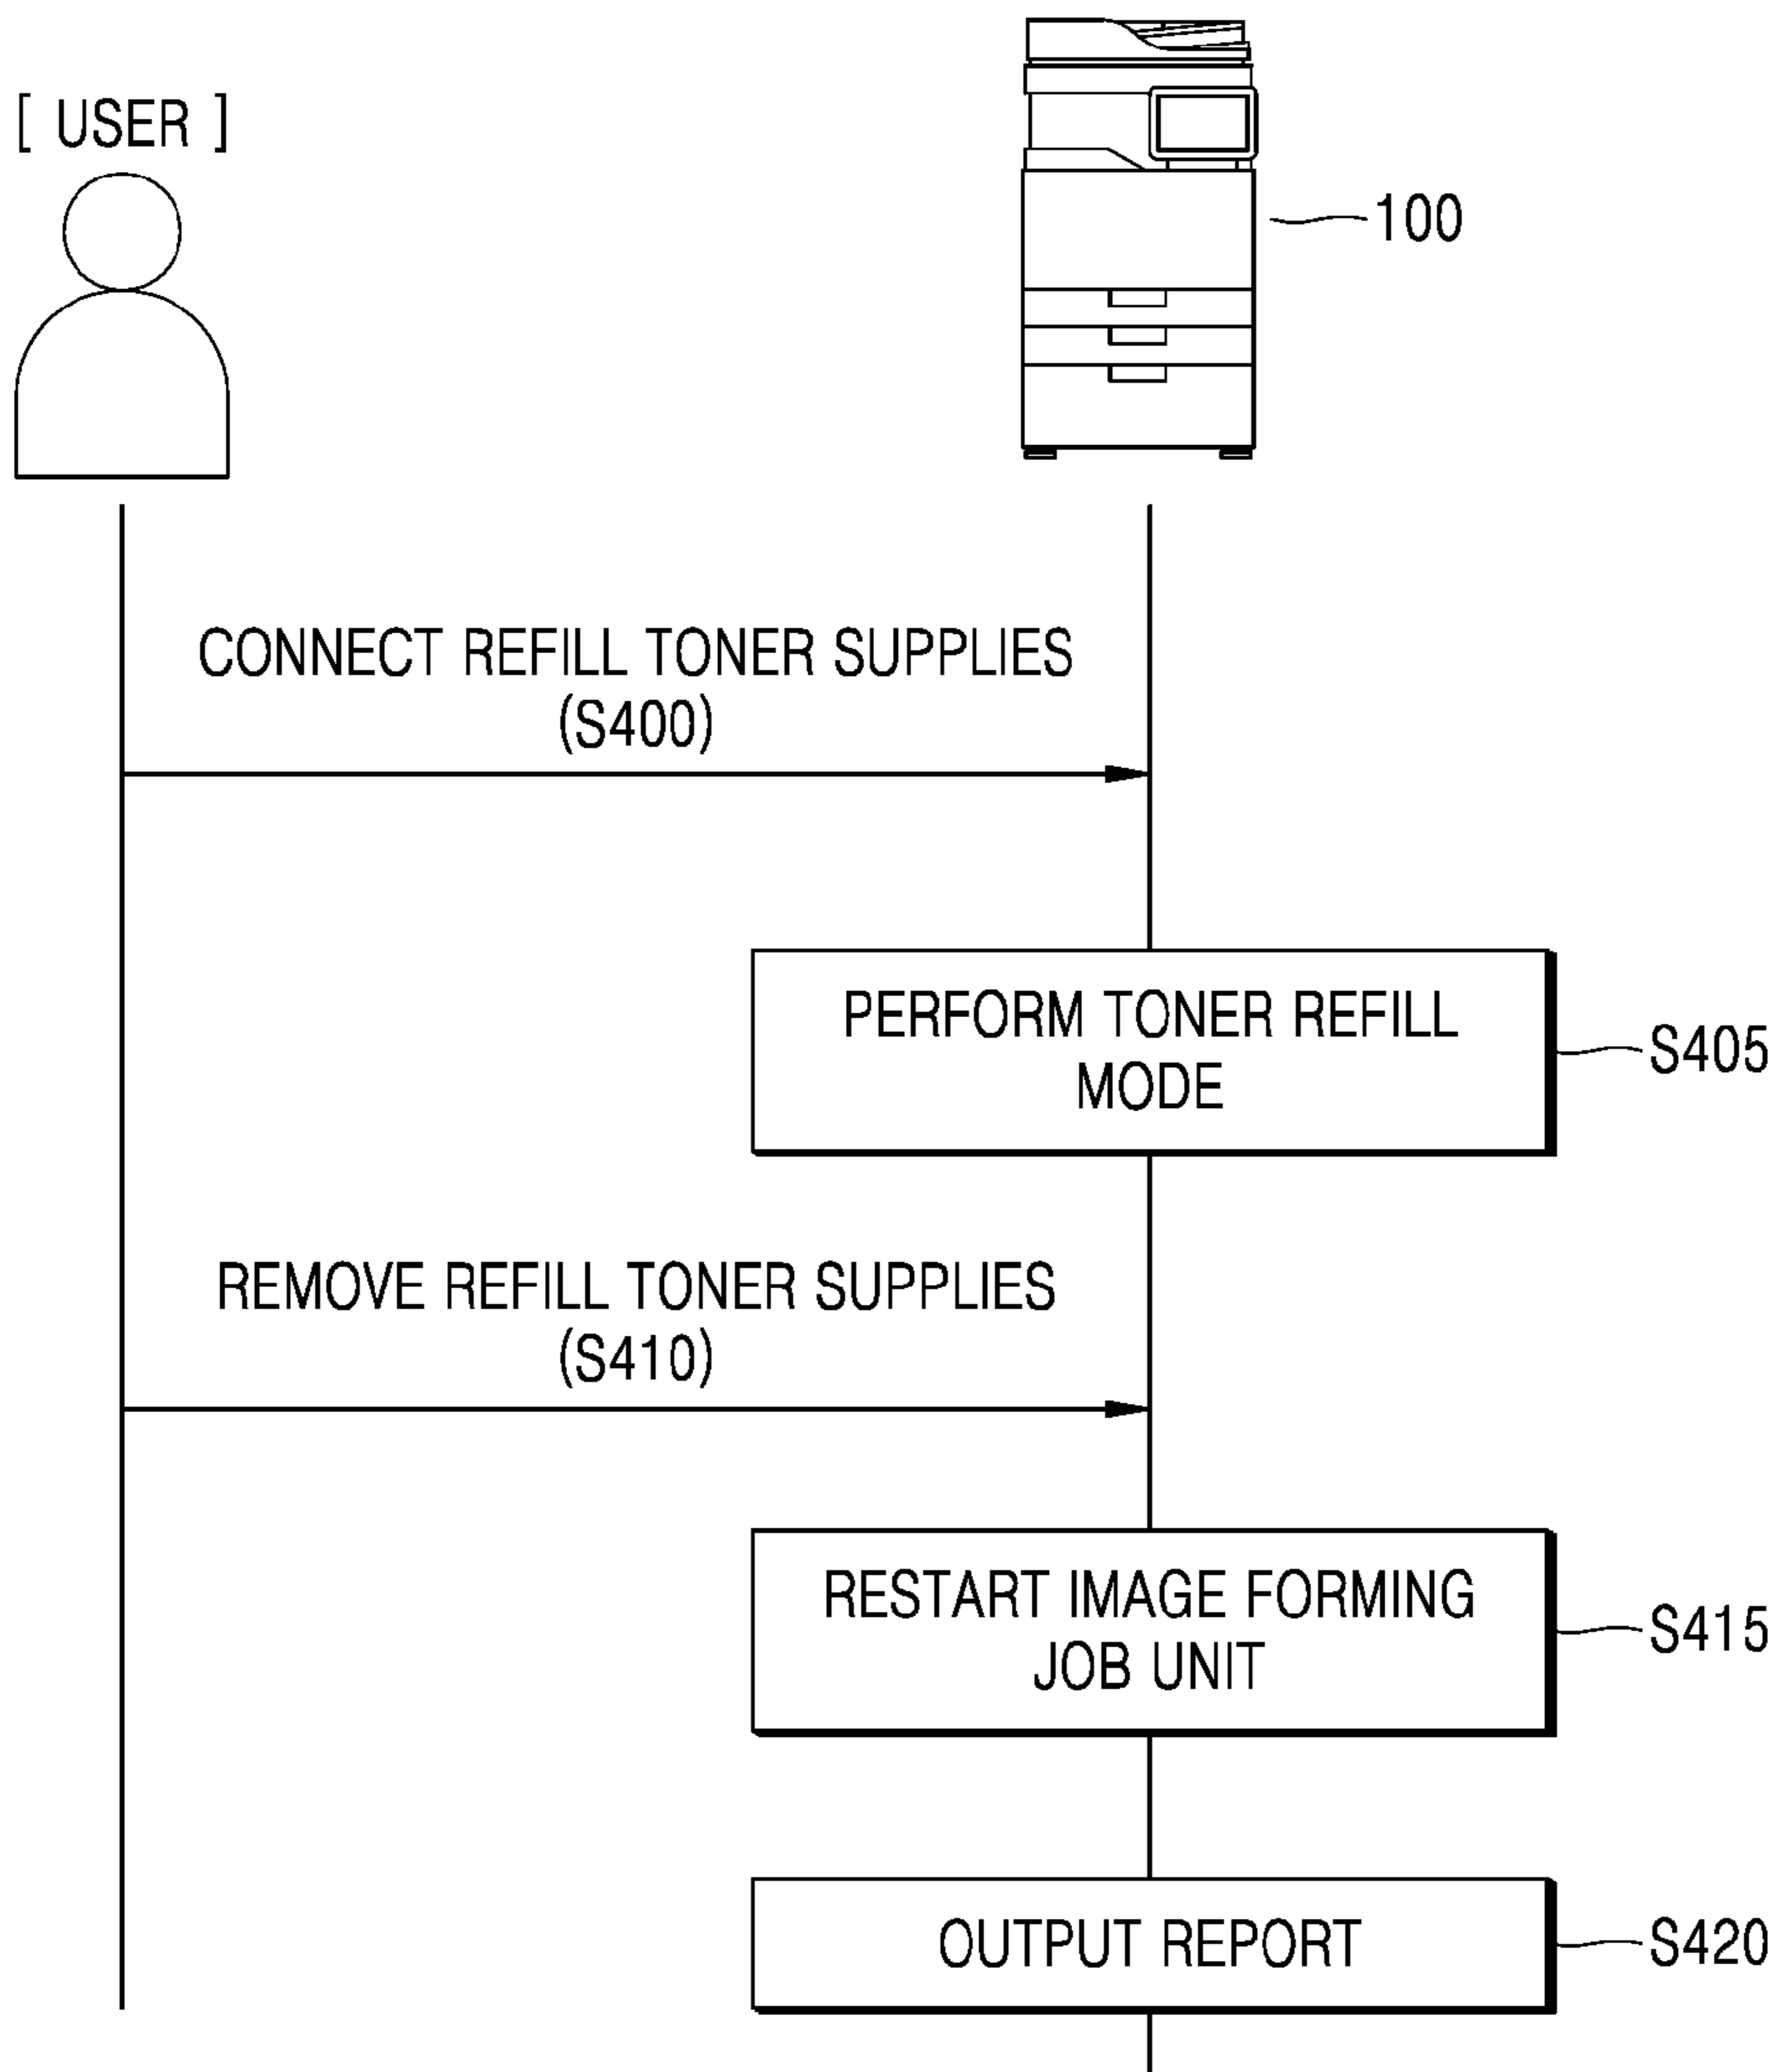 [ USER ]
100
CONNECT REFILL TONER SUPPLIES
(S400)
PERFORM TONER REFILL
MODE
S405
REMOVE REFILL TONER SUPPLIES
(S410)
RESTART IMAGE FORMING
JOB UNIT
S415
OUTPUT REPORT
S420